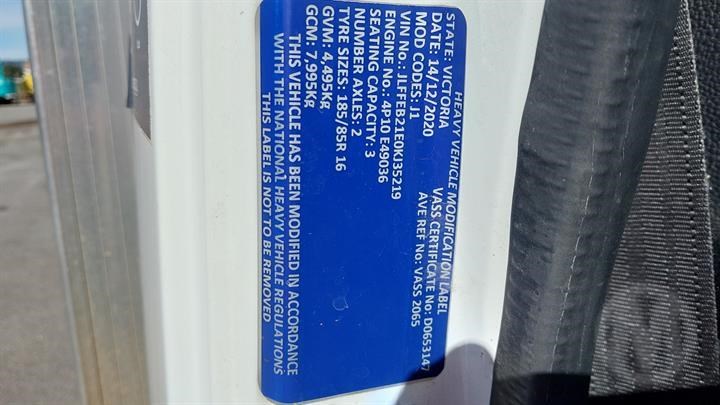 HEAVY VEHICLE MODIFICATION LABEL
STATE: VICTORIA VASS CERTIFICATE No: D0653147
DATE: 14/12/2020 AVE REF No: VASS 2065
MOD CODES: J1
VIN No: JLFFEB21E0KJ35219
ENGINE No: 4P10 E49036
SEATING CAPACITY: 3
NUMBER AXLES: 2
TYRE SIZES: 185/85R 16
GVM: 4,495Kg
GCM: 7,995Kg
THIS VEHICLE HAS BEEN MODIFIED IN ACCORDANCE
WITH THE NATIONAL HEAVY VEHICLE REGULATIONS
THIS LABEL IS NOT TO BE REMOVED